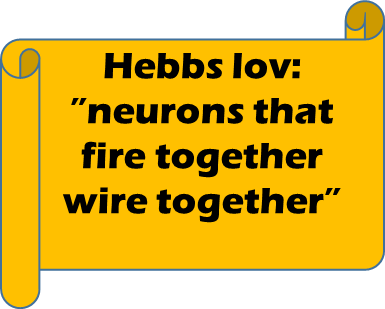 Hebbs lov:
”neurons that
fire together
wire together”